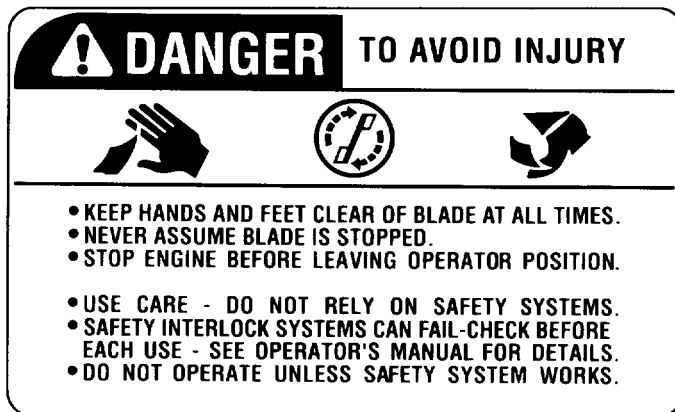 DANGER TO AVOID INJURY
• KEEP HANDS AND FEET CLEAR OF BLADE AT ALL TIMES.
• NEVER ASSUME BLADE IS STOPPED.
• STOP ENGINE BEFORE LEAVING OPERATOR POSITION.
• USE CARE - DO NOT RELY ON SAFETY SYSTEMS.
• SAFETY INTERLOCK SYSTEMS CAN FAIL-CHECK BEFORE
EACH USE - SEE OPERATOR'S MANUAL FOR DETAILS.
• DO NOT OPERATE UNLESS SAFETY SYSTEM WORKS.